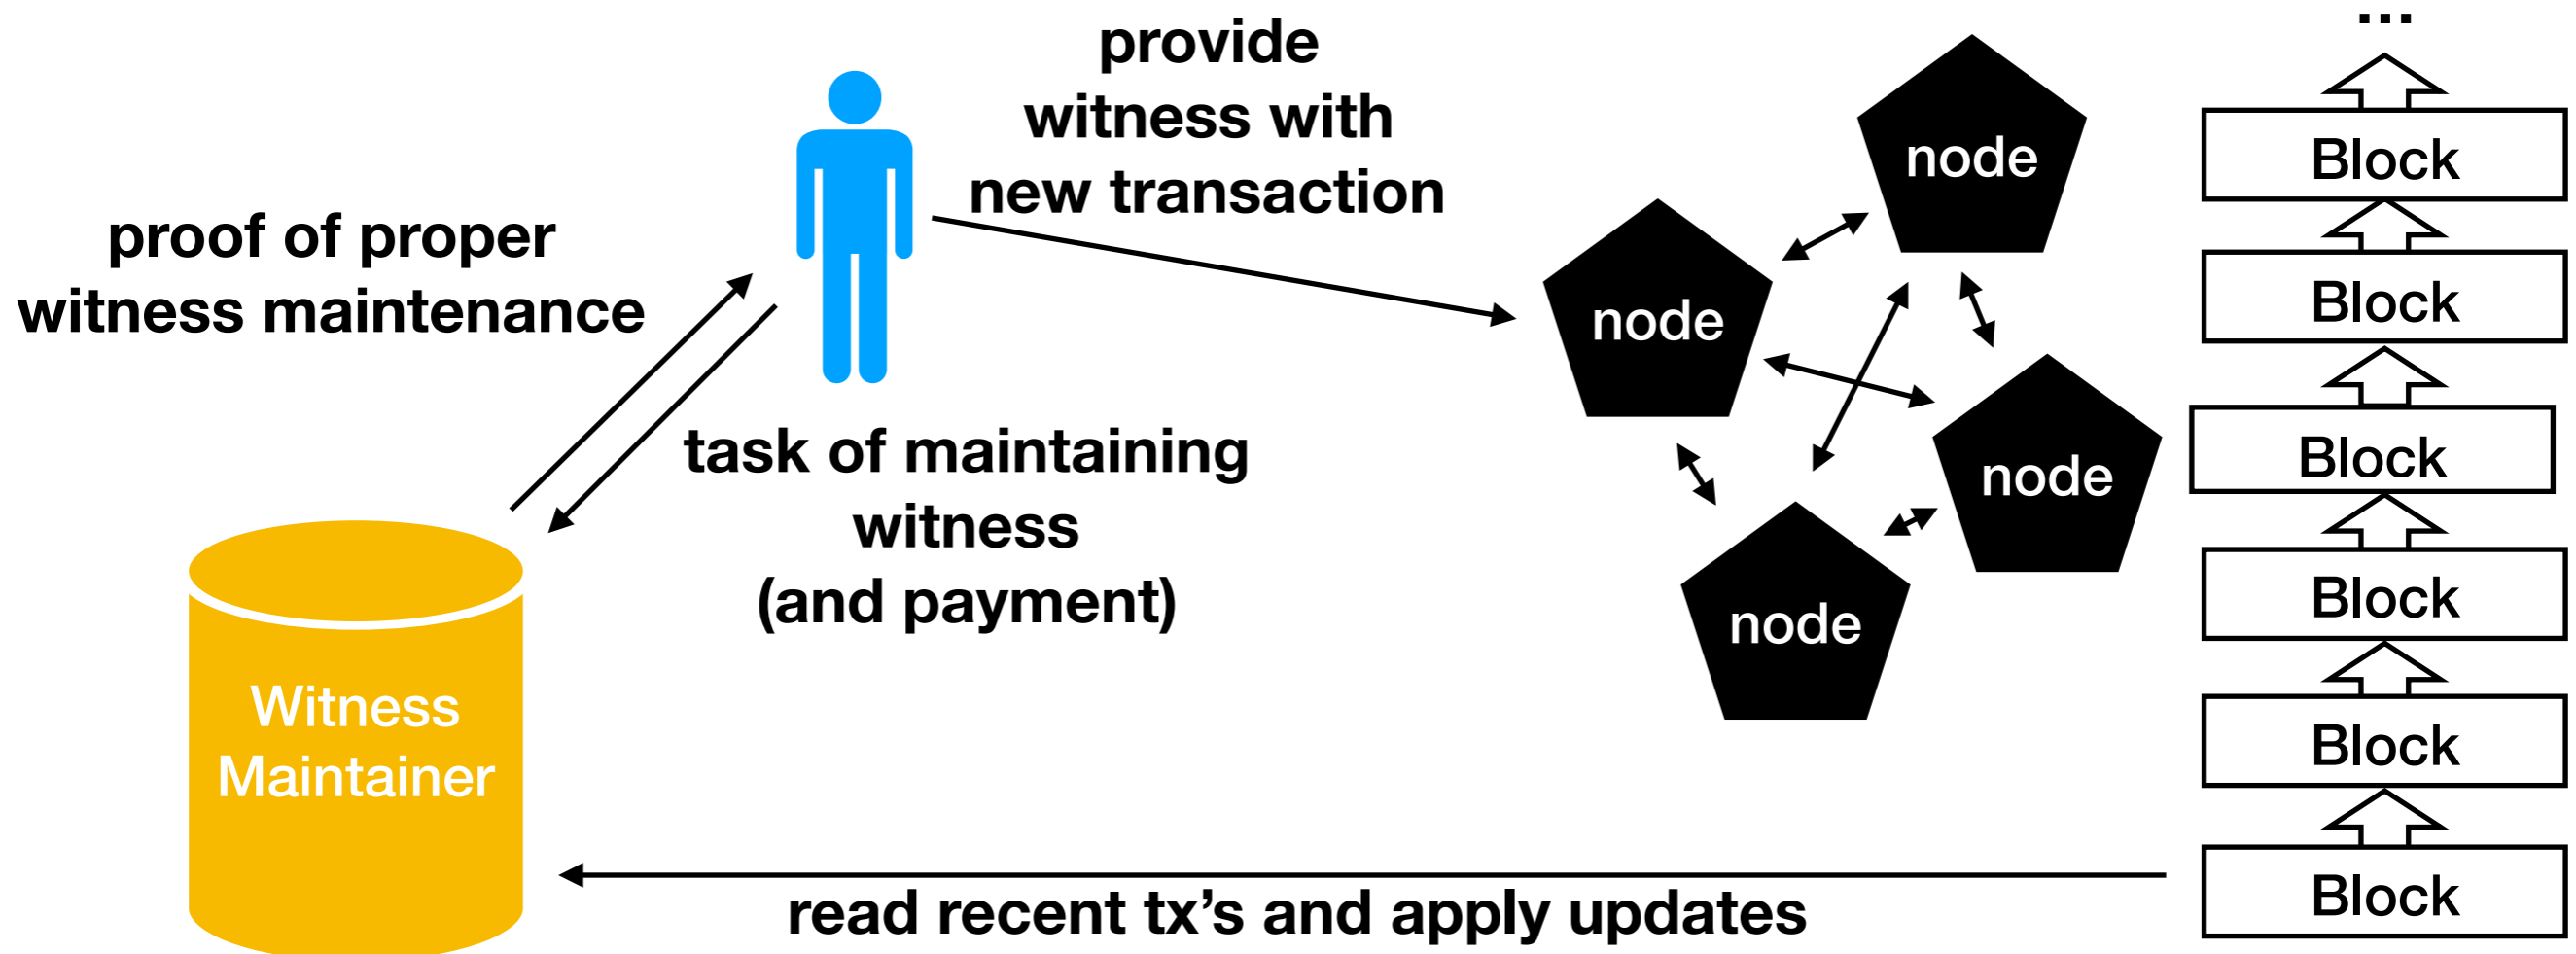 ...
provide
witness with
new transaction
proof of proper
witness maintenance
task of maintaining
witness
(and payment)
Witness
Maintainer
node
node
node
node
Block
Block
Block
Block
Block
Block
read recent tx’s and apply updates